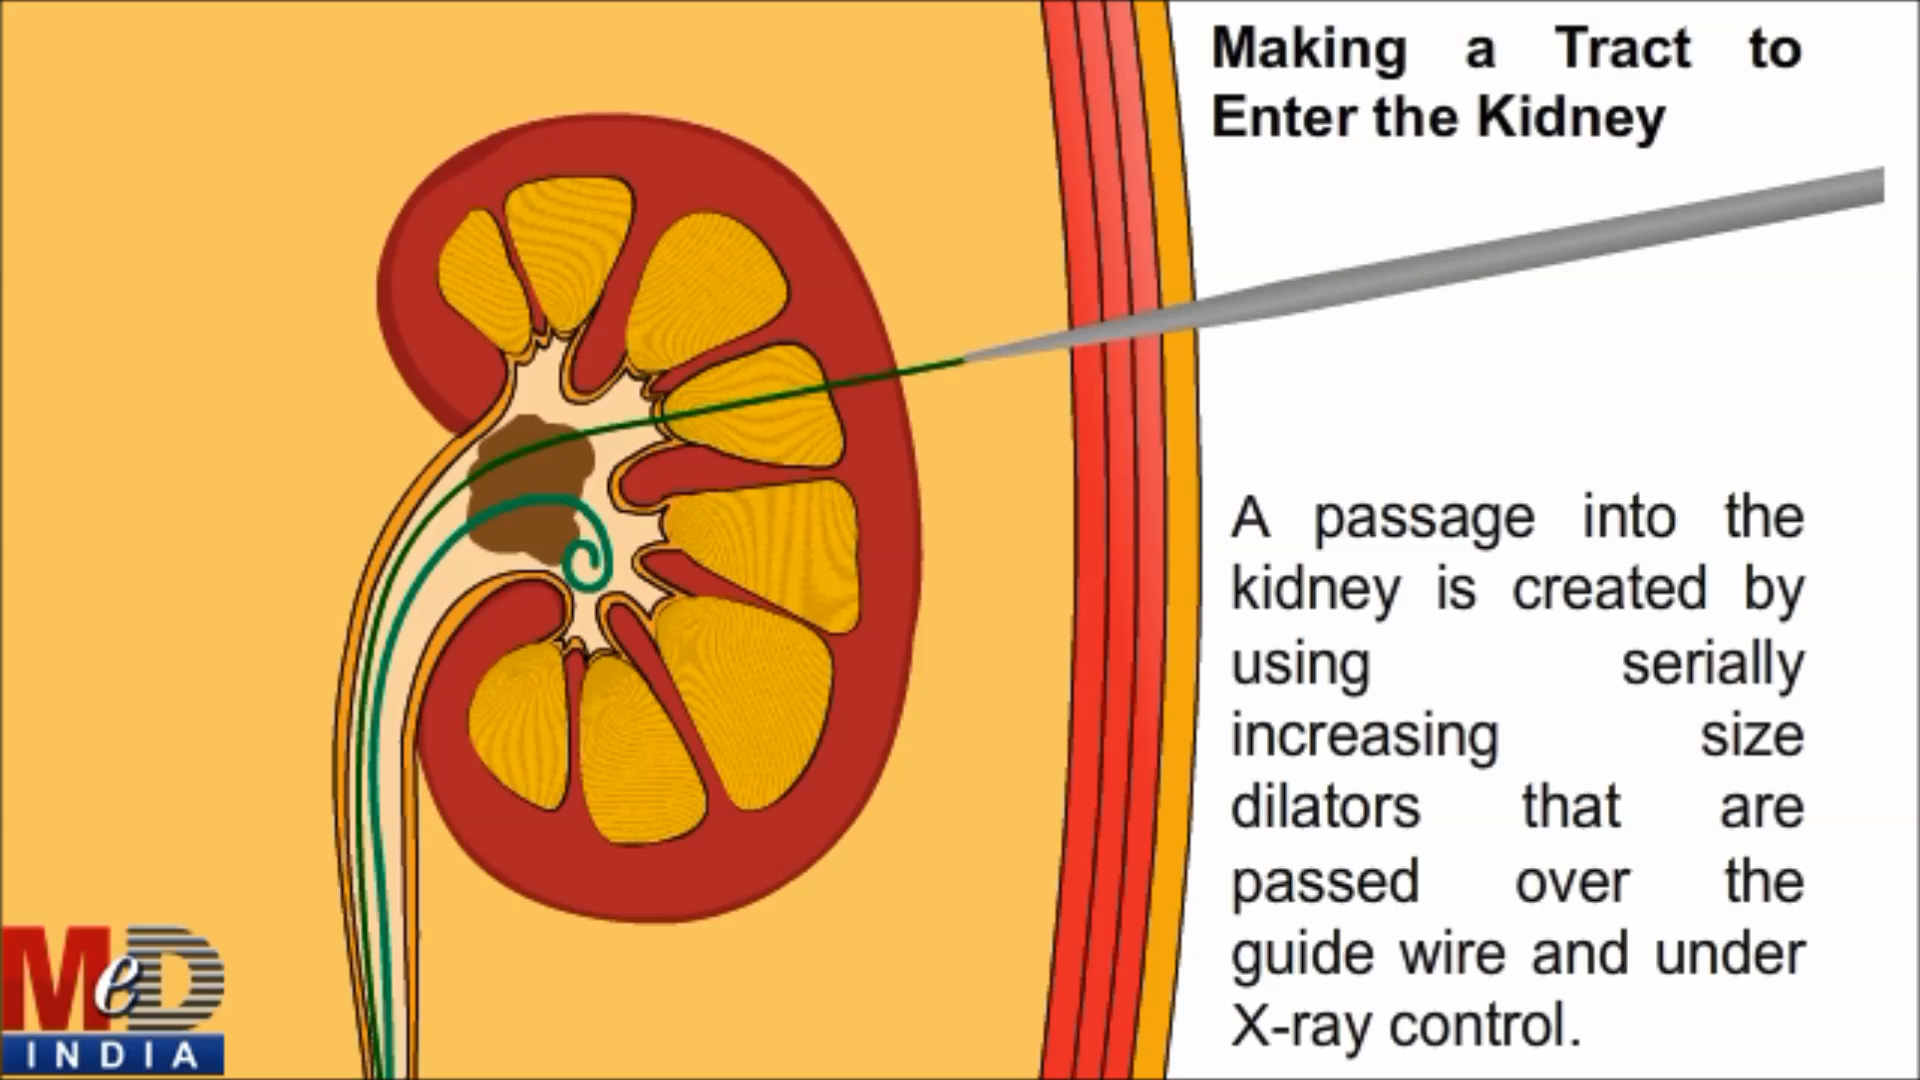 Making a Tract to
Enter the Kidney
A passage into the
kidney is created by
using serially
increasing size
dilators that are
passed over the
guide wire and under
X-ray control.
MeD
INDIA